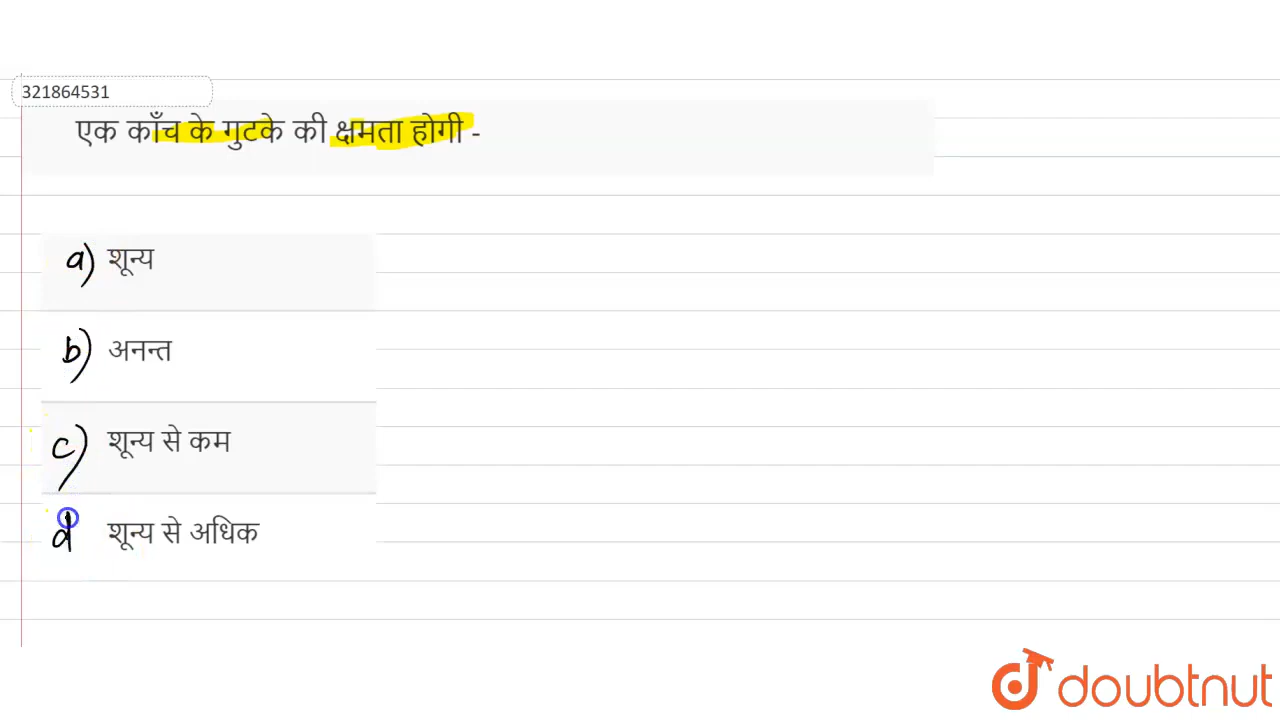 321864531
एक काँच के गुटके की क्षमता होगी -
a) शून्य
b) अनन्त
c) शून्य से कम
d शून्य से अधिक
doubtnut